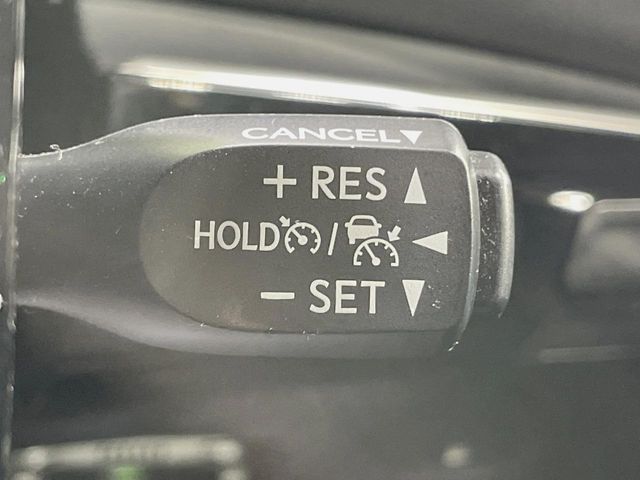 CANCEL▼
+ RES ▲
HOLD / ◀
− SET ▼